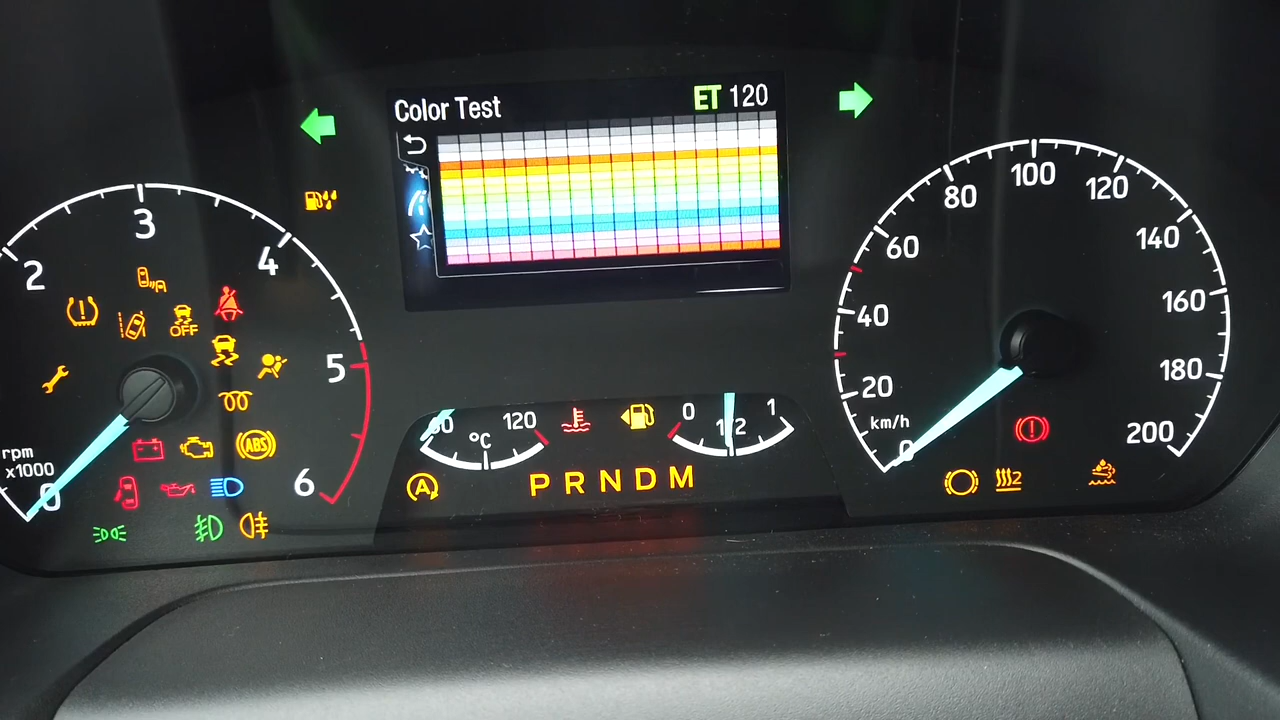 Color Test ET 120
2 3 4 5 6
rpm
x1000
0
OFF
ABS
A
60 120
°C
0 1/2 1
P R N D M
0 20 40 60 80 100 120 140 160 180 200
km/h
2